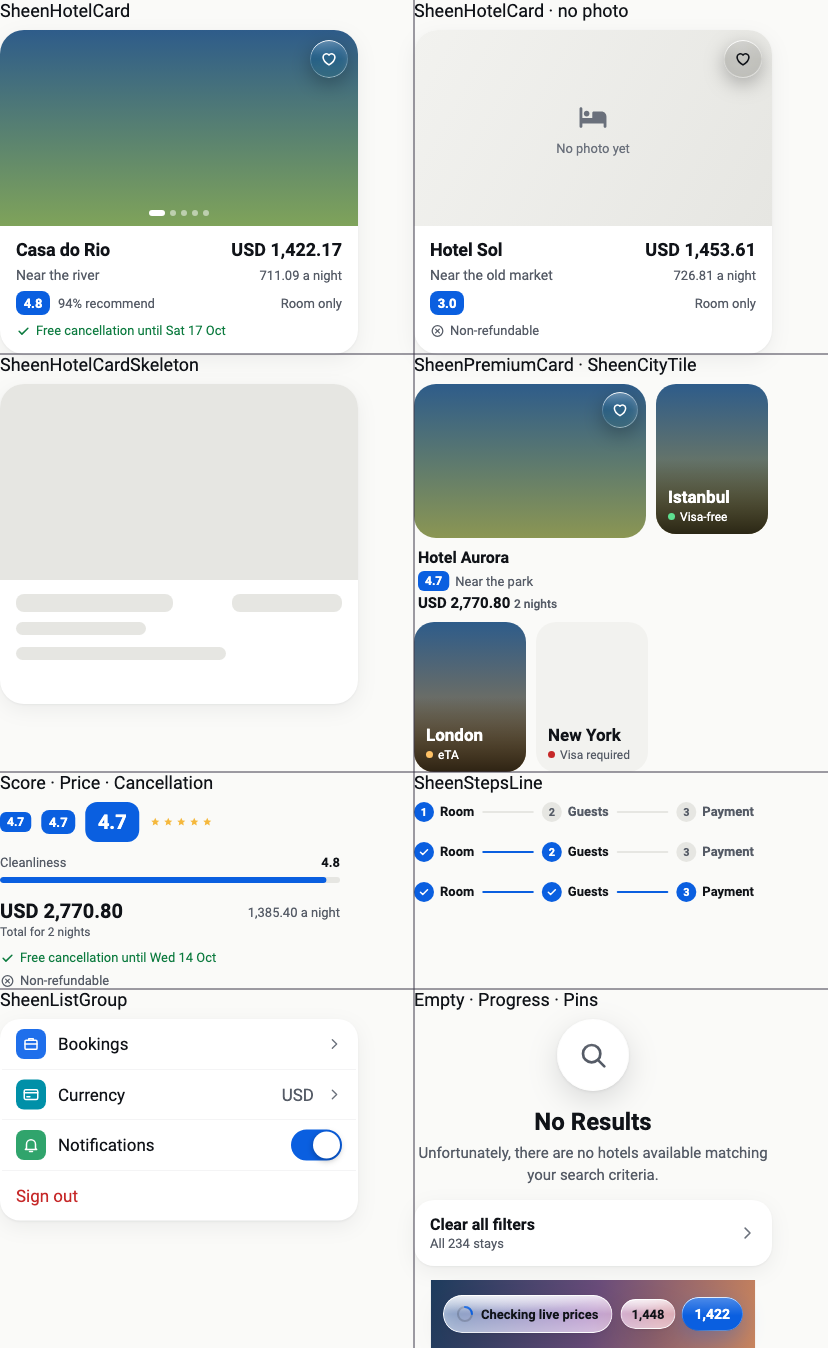 SheenHotelCard
Casa do Rio
USD 1,422.17
Near the river
711.09 a night
4.8
94% recommend
Room only
Free cancellation until Sat 17 Oct
SheenHotelCard · no photo
No photo yet
Hotel Sol
USD 1,453.61
Near the old market
726.81 a night
3.0
Room only
Non-refundable
SheenHotelCardSkeleton
SheenPremiumCard · SheenCityTile
Istanbul
Visa-free
Hotel Aurora
4.7 Near the park
USD 2,770.80 2 nights
London
eTA
New York
Visa required
Score · Price · Cancellation
4.7 4.7 4.7
Cleanliness
4.8
USD 2,770.80
1,385.40 a night
Total for 2 nights
Free cancellation until Wed 14 Oct
Non-refundable
SheenStepsLine
1 Room 2 Guests 3 Payment
Room 2 Guests 3 Payment
Room Guests 3 Payment
SheenListGroup
Bookings
Currency
USD
Notifications
Sign out
Empty · Progress · Pins
No Results
Unfortunately, there are no hotels available matching
your search criteria.
Clear all filters
All 234 stays
Checking live prices
1,448
1,422